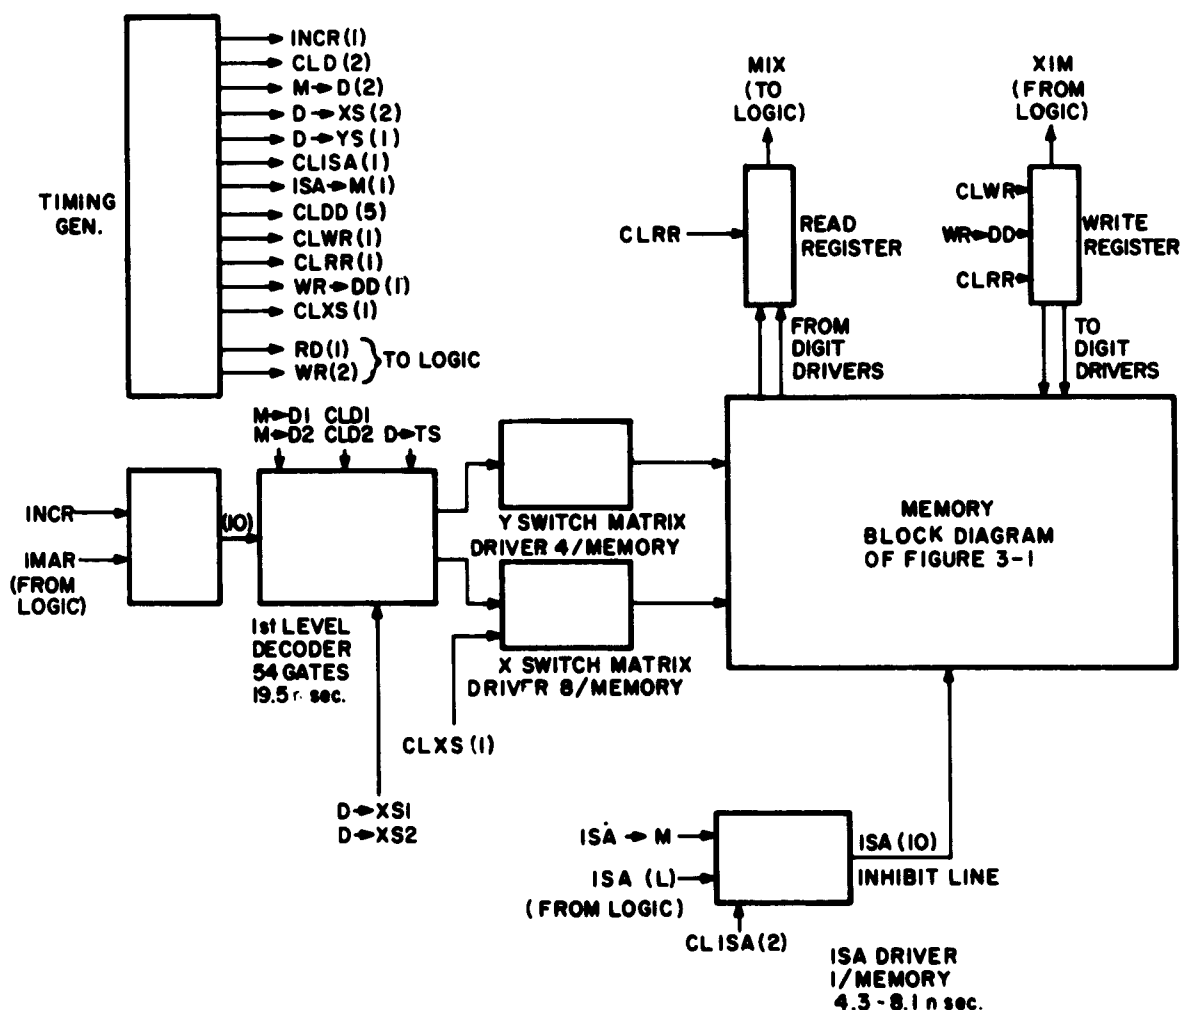 TIMING
GEN.
INCR(1)
CLD(2)
M→D(2)
D→XS(2)
D→YS(1)
CLISA(1)
ISA→M(1)
CLDD(5)
CLWR(1)
CLRR(1)
WR→DD(1)
CLXS(1)
RD(1)
WR(2)
TO LOGIC
MIX
(TO
LOGIC)
CLRR
READ
REGISTER
FROM
DIGIT
DRIVERS
XIM
(FROM
LOGIC)
CLWR
WR→DD
CLRR
WRITE
REGISTER
TO
DIGIT
DRIVERS
M→D1 CLD1
M→D2 CLD2 D→TS
INCR
IMAR
(FROM
LOGIC)
(10)
1st LEVEL
DECODER
54 GATES
19.5n sec.
D→XS1
D→XS2
Y SWITCH MATRIX
DRIVER 4/MEMORY
X SWITCH MATRIX
DRIVER 8/MEMORY
CLXS(1)
MEMORY
BLOCK DIAGRAM
OF FIGURE 3-1
ISA→M
ISA (L)
(FROM LOGIC)
CLISA(2)
ISA(10)
INHIBIT LINE
ISA DRIVER
1/MEMORY
4.3-8.1 n sec.